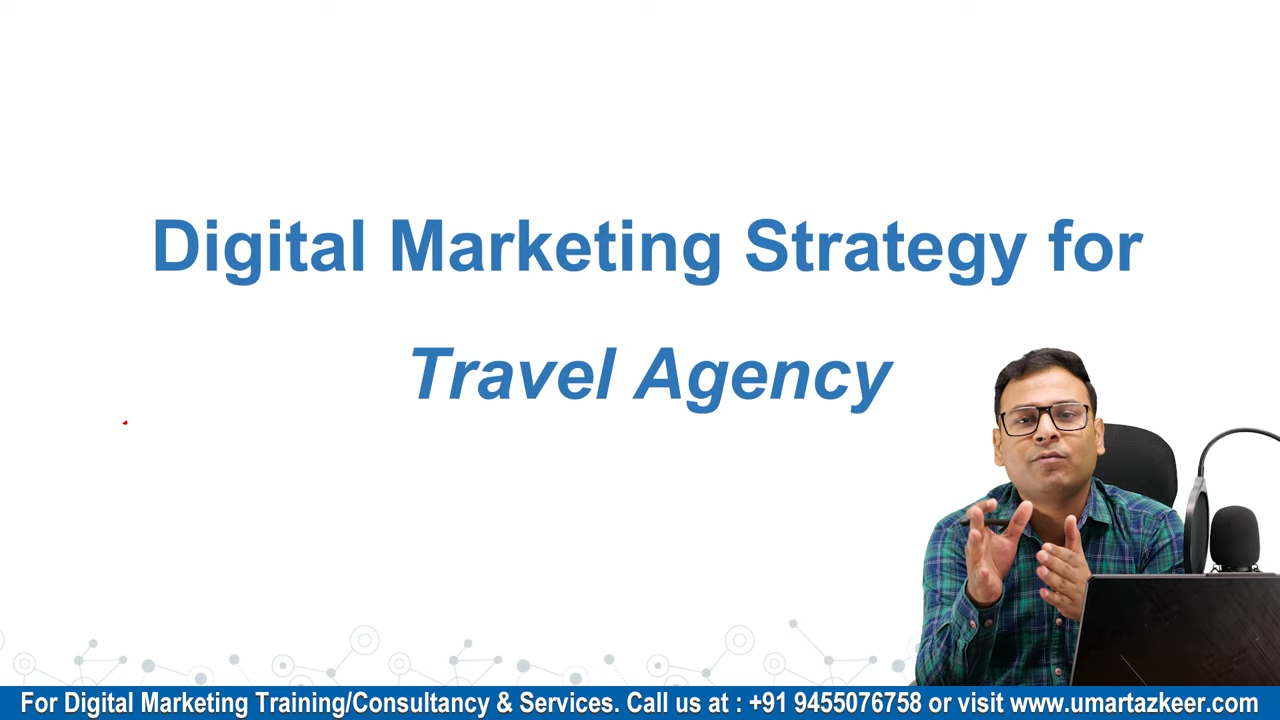 Digital Marketing Strategy for
Travel Agency
For Digital Marketing Training/Consultancy & Services. Call us at : +91 9455076758 or visit www.umartazkeer.com